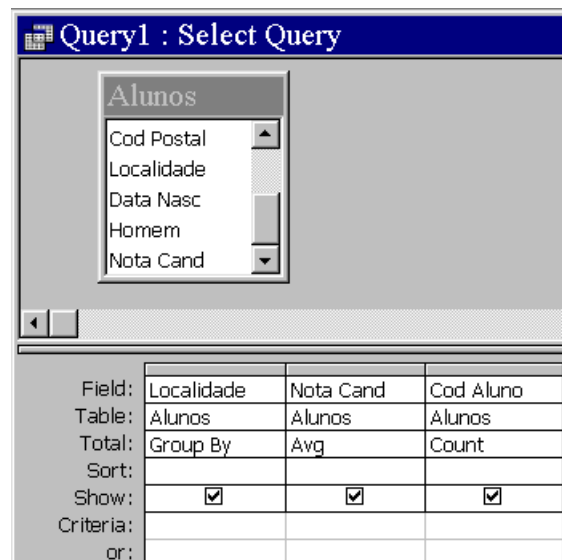 Query1 : Select Query
Alunos
Cod Postal
Localidade
Data Nasc
Homem
Nota Cand
Field: Localidade Nota Cand Cod Aluno
Table: Alunos Alunos Alunos
Total: Group By Avg Count
Sort:
Show:
Criteria:
or: